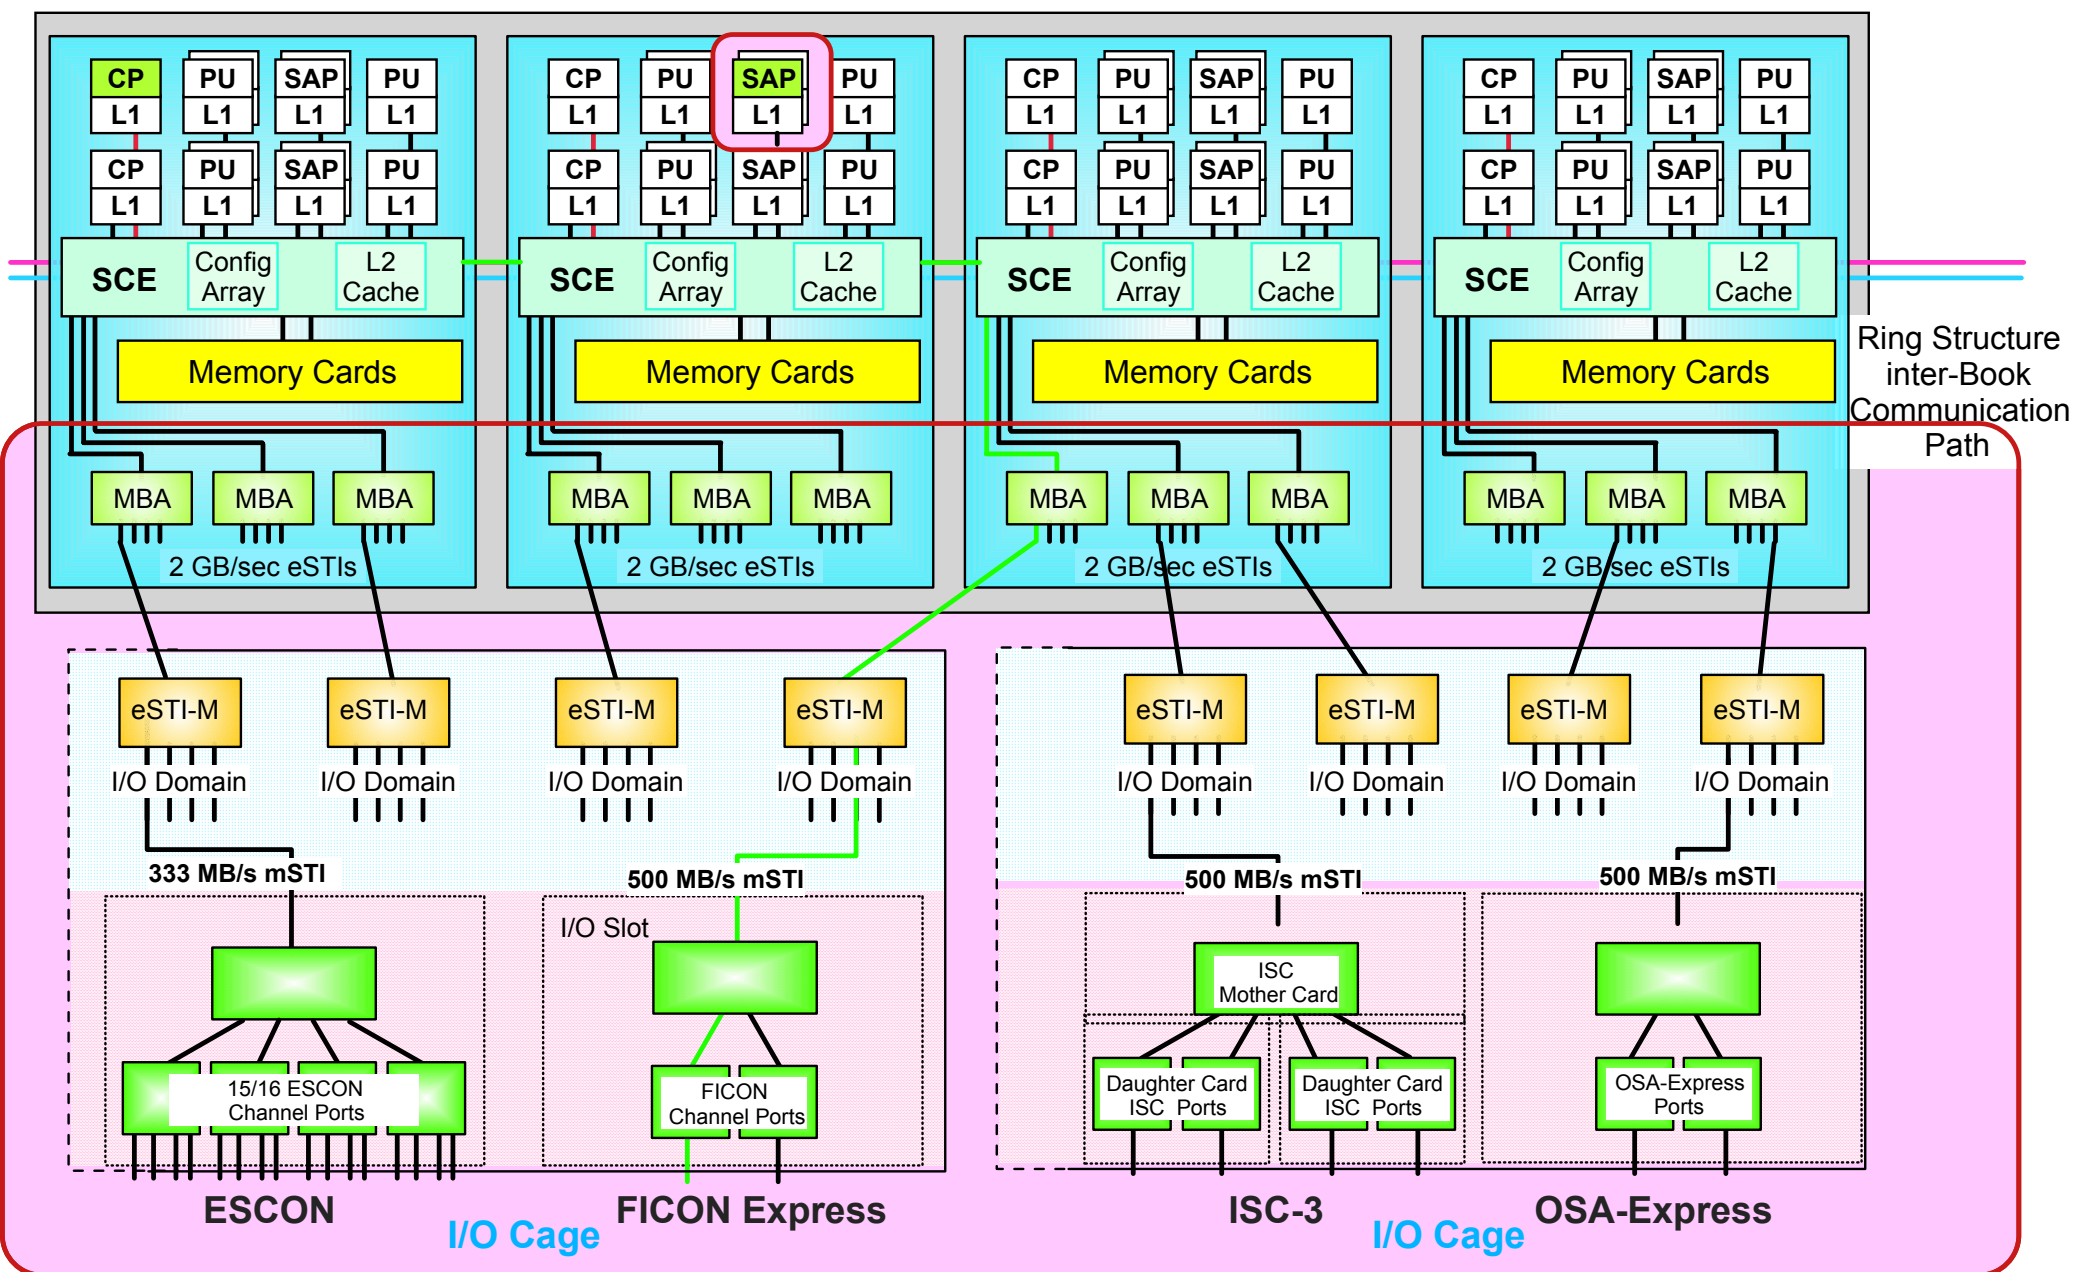 CP PU SAP PU CP PU SAP PU CP PU SAP PU CP PU SAP PU
L1 L1 L1 L1 L1 L1 L1 L1 L1 L1 L1 L1 L1 L1 L1 L1
CP PU SAP PU CP PU SAP PU CP PU SAP PU CP PU SAP PU
L1 L1 L1 L1 L1 L1 L1 L1 L1 L1 L1 L1 L1 L1 L1 L1
SCE
Config
Array
L2
Cache
SCE
Config
Array
L2
Cache
SCE
Config
Array
L2
Cache
SCE
Config
Array
L2
Cache
Memory Cards
Memory Cards
Memory Cards
Memory Cards
Ring Structure
inter-Book
Communication
Path
MBA MBA MBA MBA MBA MBA MBA MBA MBA MBA MBA MBA
2 GB/sec eSTIs
2 GB/sec eSTIs
2 GB/sec eSTIs
2 GB/sec eSTIs
eSTI-M eSTI-M eSTI-M eSTI-M eSTI-M eSTI-M eSTI-M eSTI-M
I/O Domain I/O Domain I/O Domain I/O Domain I/O Domain I/O Domain I/O Domain I/O Domain
333 MB/s mSTI
500 MB/s mSTI
500 MB/s mSTI
500 MB/s mSTI
I/O Slot
ISC
Mother Card
15/16 ESCON
Channel Ports
FICON
Channel Ports
Daughter Card
ISC Ports
Daughter Card
ISC Ports
OSA-Express
Ports
ESCON
FICON Express
ISC-3
OSA-Express
I/O Cage
I/O Cage